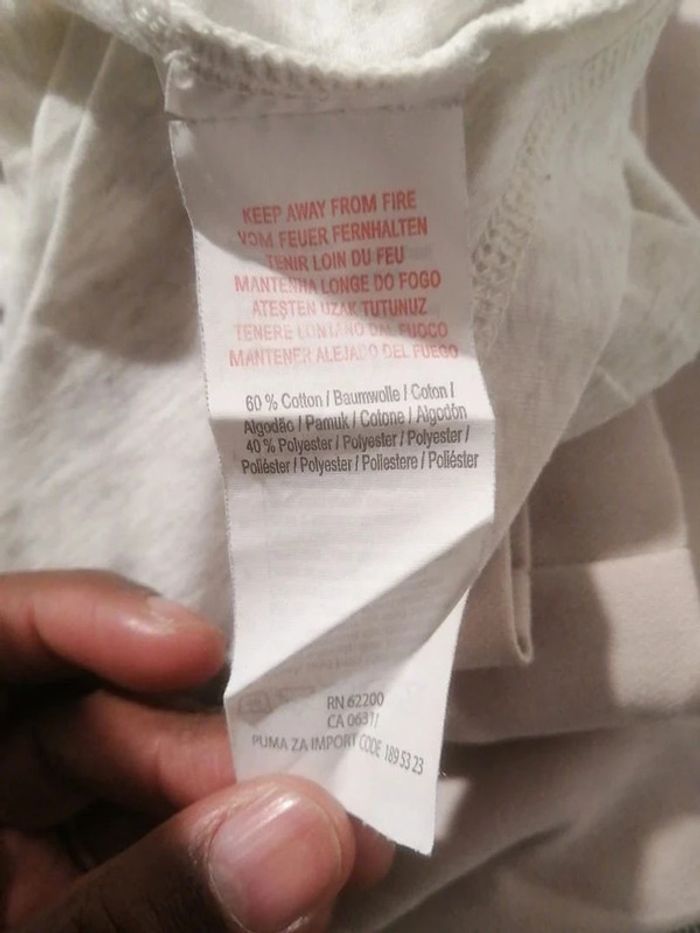 KEEP AWAY FROM FIRE
VOM FEUER FERNHALTEN
TENIR LOIN DU FEU
MANTENHA LONGE DO FOGO
ATEŞTEN UZAK TUTUNUZ
TENERE LONTANO DAL FUOCO
MANTENER ALEJADO DEL FUEGO
60 % Cotton / Baumwolle / Coton /
Algodão / Pamuk / Cotone / Algodón
40 % Polyester / Polyester / Polyester /
Poliéster / Polyester / Poliestere / Poliéster
RN 62200
CA 06371
PUMA ZA IMPORT CODE 189 53 23